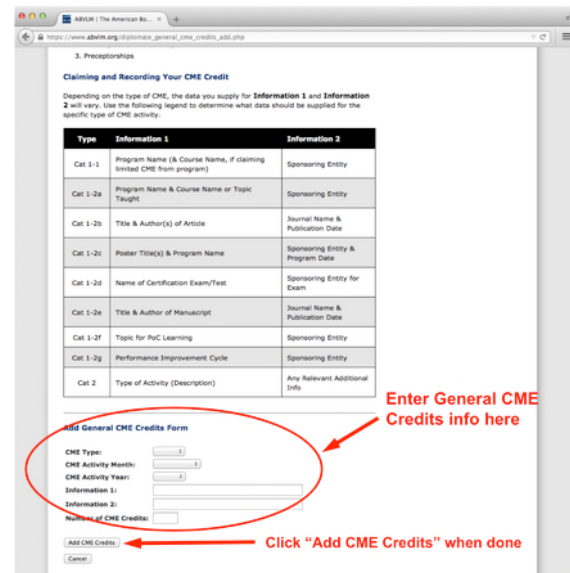 ABVLM | The American Bo...
https://www.abvlm.org/diplomate_general_cme_credits_add.php
3. Preceptorships
Claiming and Recording Your CME Credit
Depending on the type of CME, the data you supply for Information 1 and Information
2 will vary. Use the following legend to determine what data should be supplied for the
specific type of CME activity.
Type Information 1 Information 2
Cat 1-1 Program Name (& Course Name, if claiming
limited CME from program) Sponsoring Entity
Cat 1-2a Program Name & Course Name or Topic
Taught Sponsoring Entity
Cat 1-2b Title & Author(s) of Article Journal Name &
Publication Date
Cat 1-2c Poster Title(s) & Program Name Sponsoring Entity &
Program Date
Cat 1-2d Name of Certification Exam/Test Sponsoring Entity for
Exam
Cat 1-2e Title & Author of Manuscript Journal Name &
Publication Date
Cat 1-2f Topic for PoC Learning Sponsoring Entity
Cat 1-2g Performance Improvement Cycle Sponsoring Entity
Cat 2 Type of Activity (Description) Any Relevant Additional
Info
Enter General CME
Credits info here
Add General CME Credits Form
CME Type:
CME Activity Month:
CME Activity Year:
Information 1:
Information 2:
Number of CME Credits:
Add CME Credits
Click “Add CME Credits” when done
Cancel